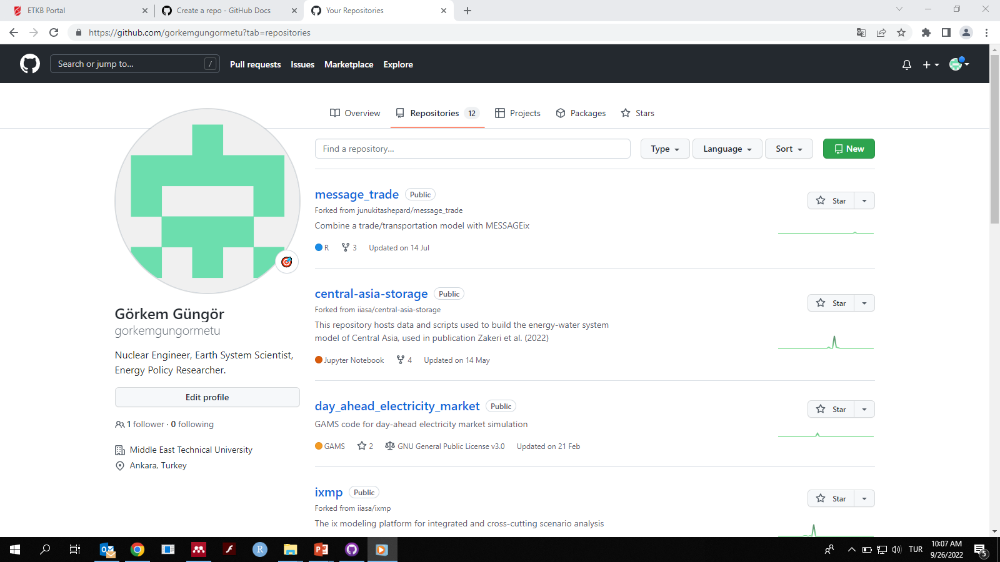 ETKB Portal
Create a repo - GitHub Docs
Your Repositories
https://github.com/gorkemgungormetu?tab=repositories
Search or jump to...
/
Pull requests
Issues
Marketplace
Explore
Overview
Repositories 12
Projects
Packages
Stars
Find a repository...
Type
Language
Sort
New
message_trade Public
Star
Forked from junukitashepard/message_trade
Combine a trade/transportation model with MESSAGEix
R 3 Updated on 14 Jul
central-asia-storage Public
Star
Forked from iiasa/central-asia-storage
This repository hosts data and scripts used to build the energy-water system
model of Central Asia, used in publication Zakeri et al. (2022)
Jupyter Notebook 4 Updated on 14 May
day_ahead_electricity_market Public
Star
GAMS code for day-ahead electricity market simulation
GAMS 2 GNU General Public License v3.0 Updated on 21 Feb
ixmp Public
Star
Forked from iiasa/ixmp
The ix modeling platform for integrated and cross-cutting scenario analysis
Görkem Güngör
gorkemgungormetu
Nuclear Engineer, Earth System Scientist,
Energy Policy Researcher.
Edit profile
1 follower · 0 following
Middle East Technical University
Ankara, Turkey
TUR
10:07 AM
9/26/2022
5